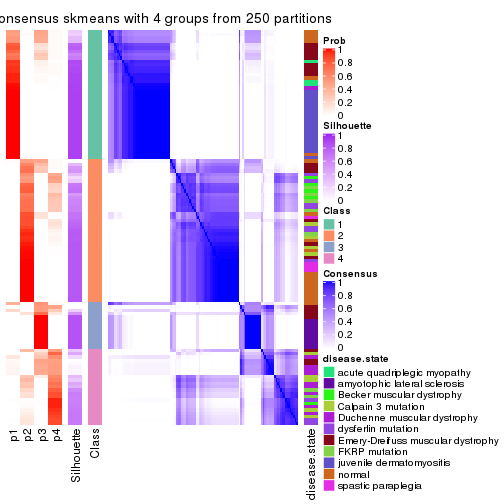 onsensus skmeans with 4 groups from 250 partitions
Prob
1
0.8
0.6
0.4
0.2
0
Silhouette
1
0.8
0.6
0.4
0.2
0
Class
1
2
3
4
Consensus
1
0.8
0.6
0.4
0.2
0
disease.state
acute quadriplegic myopathy
amyotophic lateral sclerosis
Becker muscular dystrophy
Calpain 3 mutation
Duchenne muscular dystrophy
dysferlin mutation
Emery-Dreifuss muscular dystrophy
FKRP mutation
juvenile dermatomyositis
normal
spastic paraplegia
p1
p2
p3
p4
Silhouette
Class
disease.state